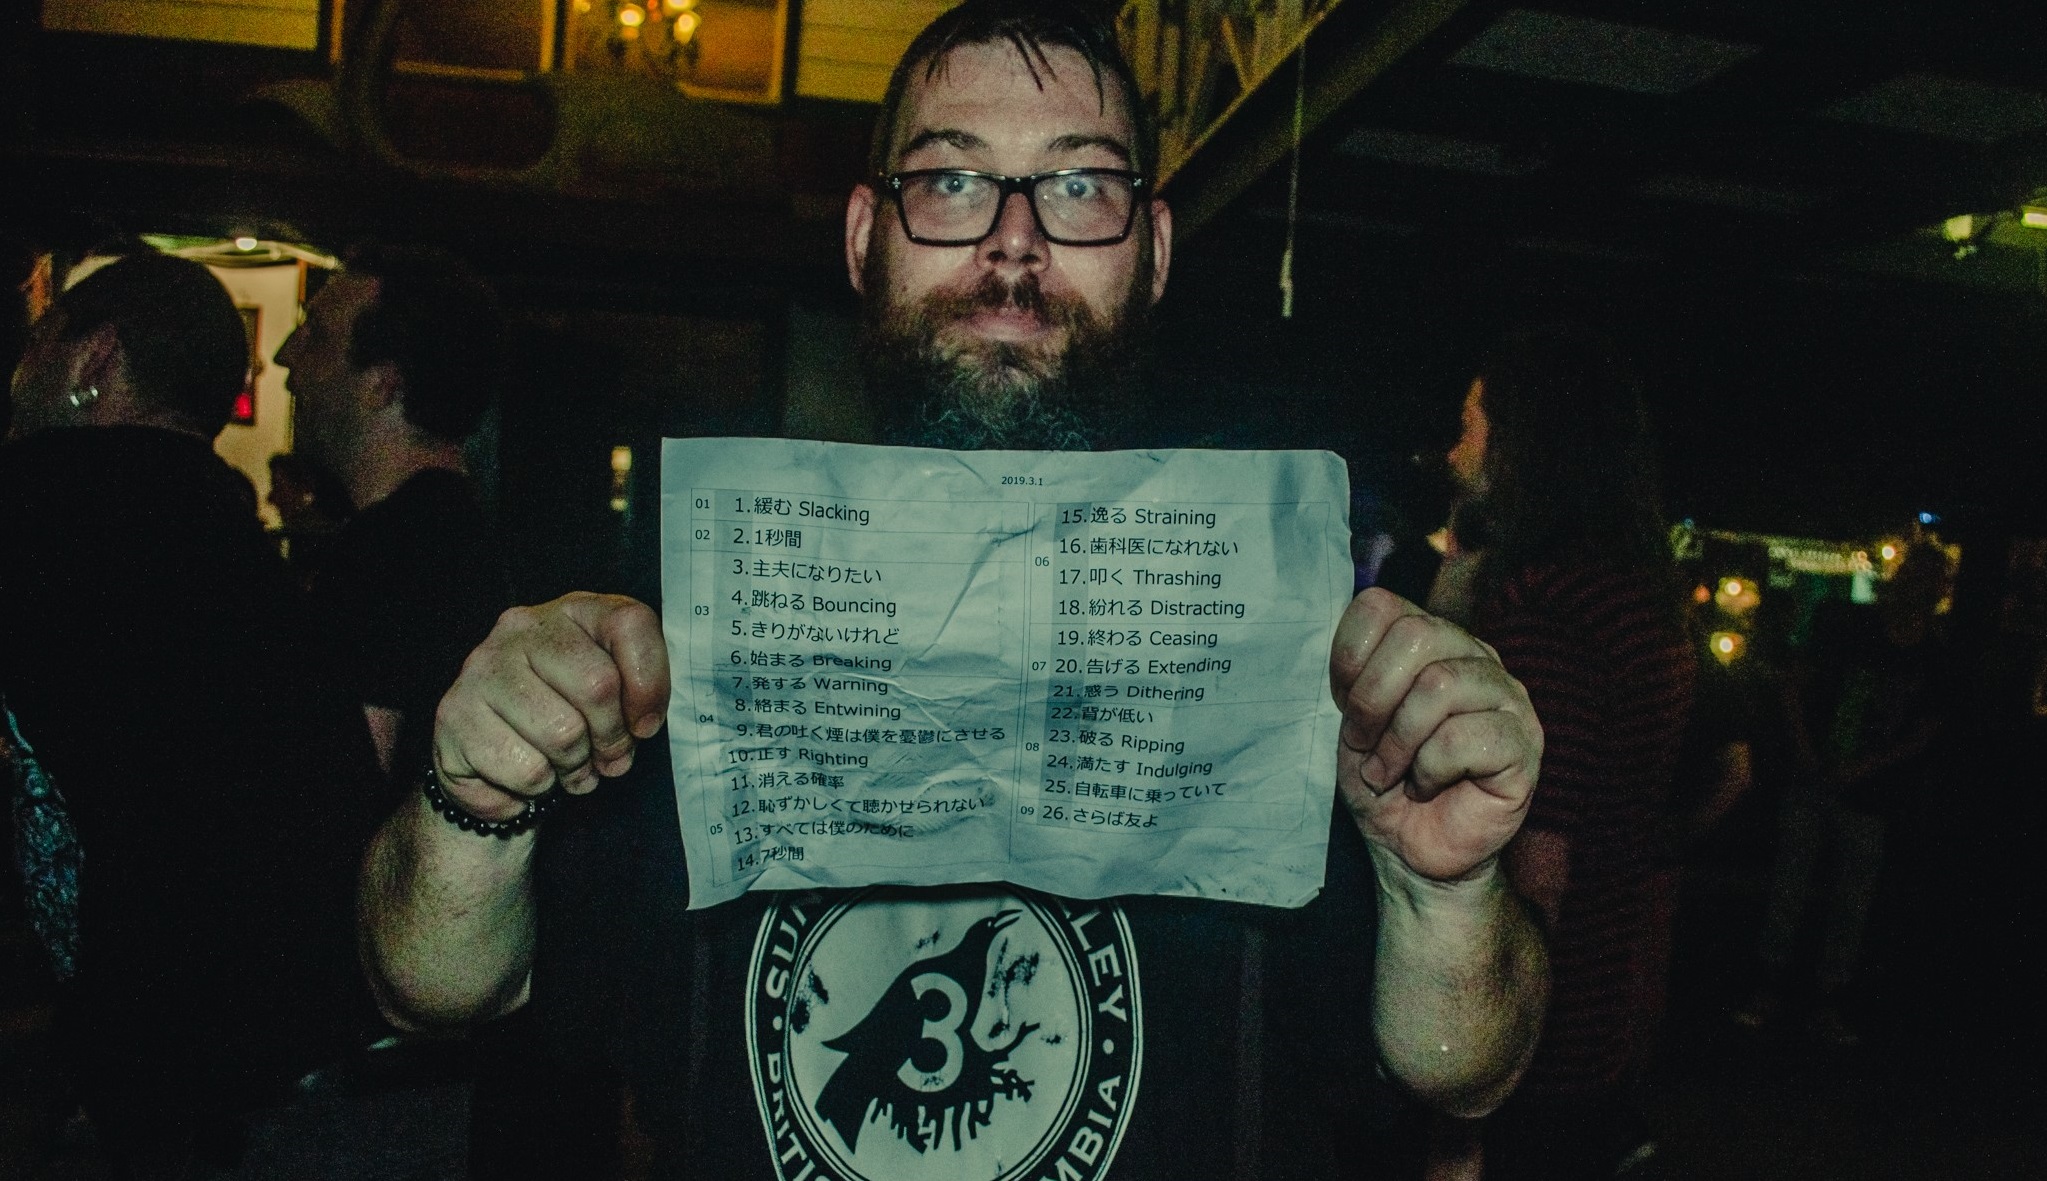 2019.3.1
01 1. 緩む Slacking
02 2. 1秒間
3. 主夫になりたい
03 4. 跳ねる Bouncing
5. きりがないけれど
6. 始まる Breaking
7. 発する Warning
04 8. 絡まる Entwining
9. 君の吐く煙は僕を憂鬱にさせる
10. 正す Righting
11. 消える確率
12. 恥ずかしくて聴かせられない
05 13. すべては僕のために
14. 7秒間
15. 逸る Straining
16. 歯科医になれない
06
17. 叩く Thrashing
18. 紛れる Distracting
19. 終わる Ceasing
07 20. 告げる Extending
21. 惑う Dithering
22. 背が低い
08 23. 破る Ripping
24. 満たす Indulging
25. 自転車に乗っていて
09 26. さらば友よ
3